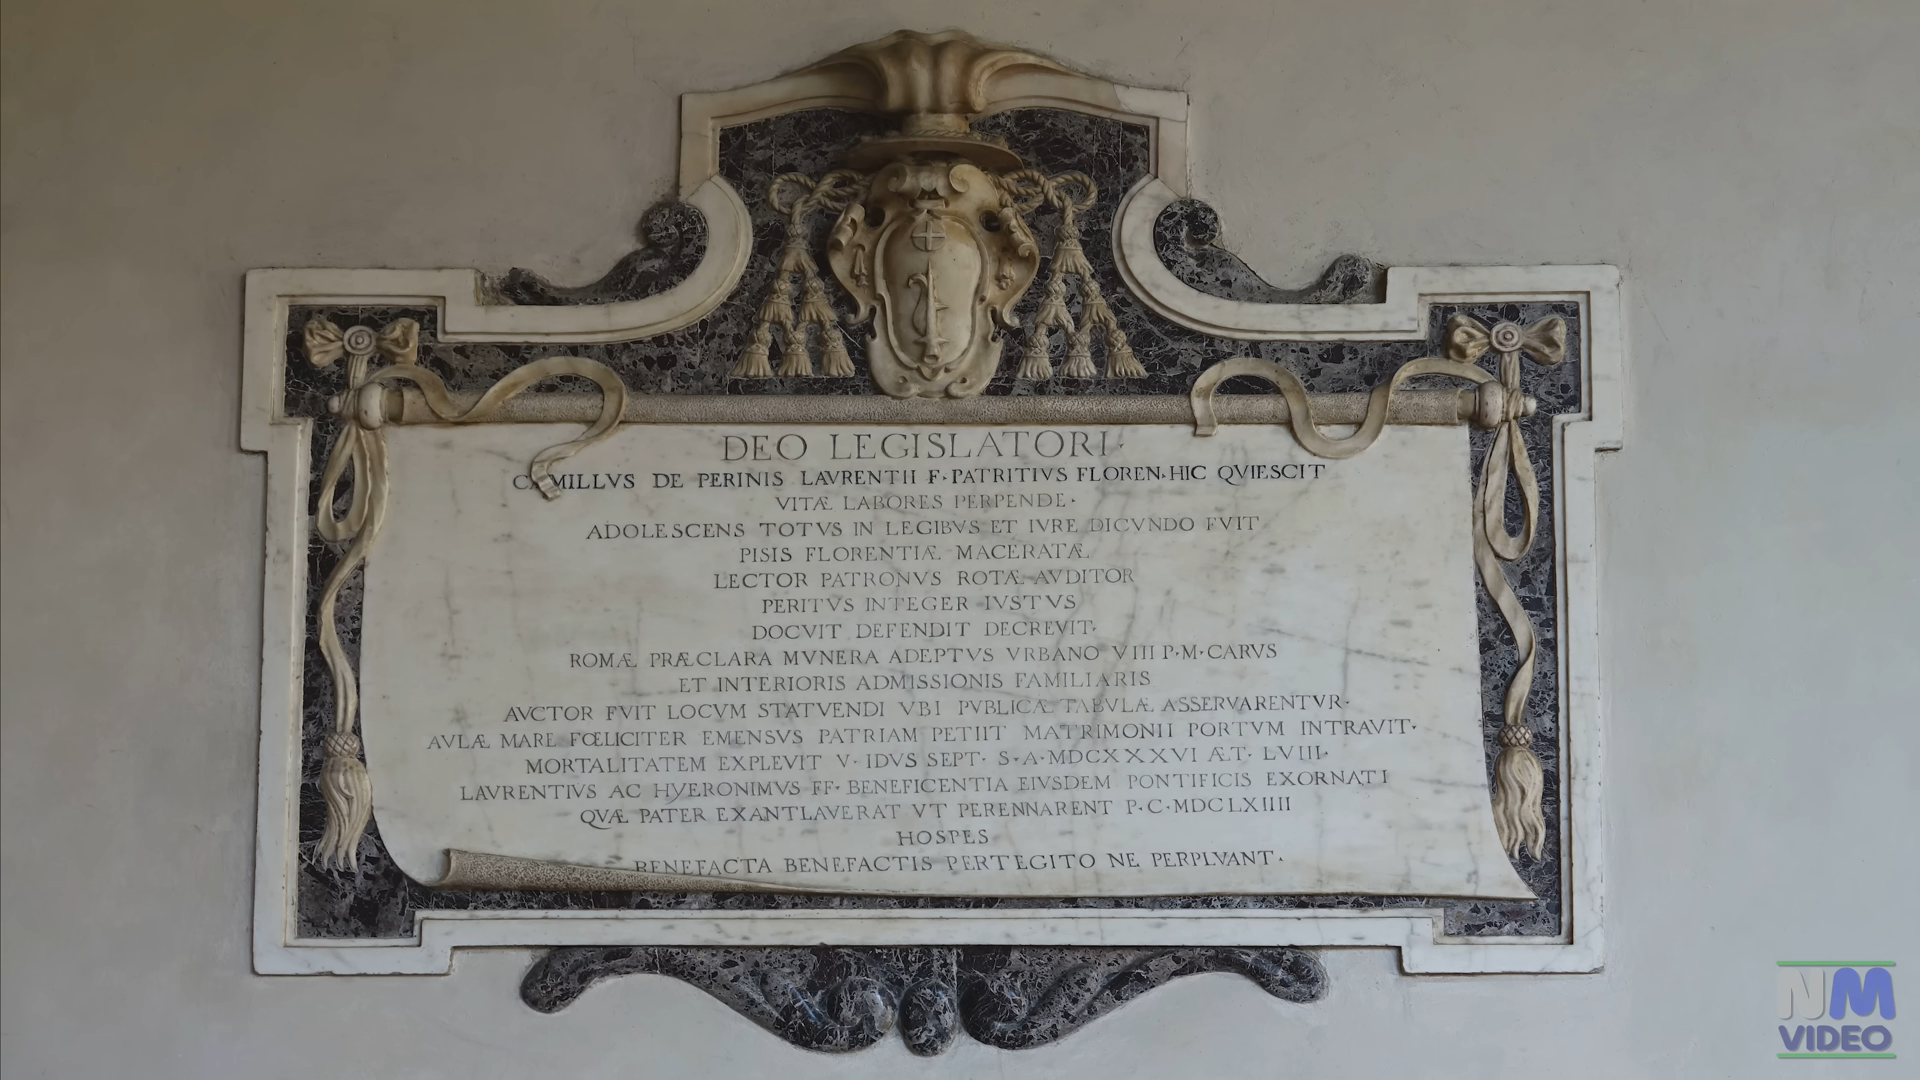 DEO LEGISLATORI·
CAMILLVS DE PERINIS LAVRENTII F·PATRITIVS FLOREN·HIC QVIESCIT
VITÆ LABORES PERPENDE·
ADOLESCENS TOTVS IN LEGIBVS ET IVRE DICVNDO FVIT
PISIS FLORENTIÆ MACERATÆ
LECTOR PATRONVS ROTÆ AVDITOR
PERITVS INTEGER IVSTVS
DOCVIT DEFENDIT DECREVIT·
ROMÆ PRÆCLARA MVNERA ADEPTVS VRBANO VIII P·M·CARVS
ET INTERIORIS ADMISSIONIS FAMILIARIS
AVCTOR FVIT LOCVM STATVENDI VBI PVBLICÆ TABVLÆ ASSERVARENTVR·
AVLÆ MARE FŒLICITER EMENSVS PATRIAM PETIIT MATRIMONII PORTVM INTRAVIT·
MORTALITATEM EXPLEVIT V·IDVS SEPT·S·A·MDCXXXVI ÆT·LVIII·
LAVRENTIVS AC HYERONIMVS FF·BENEFICENTIA EIVSDEM PONTIFICIS EXORNATI
QVÆ PATER EXANTLAVERAT VT PERENNARENT P·C·MDCLXIIII
HOSPES
BENEFACTA BENEFACTIS PERTEGITO NE PERPLVANT·
NM
VIDEO